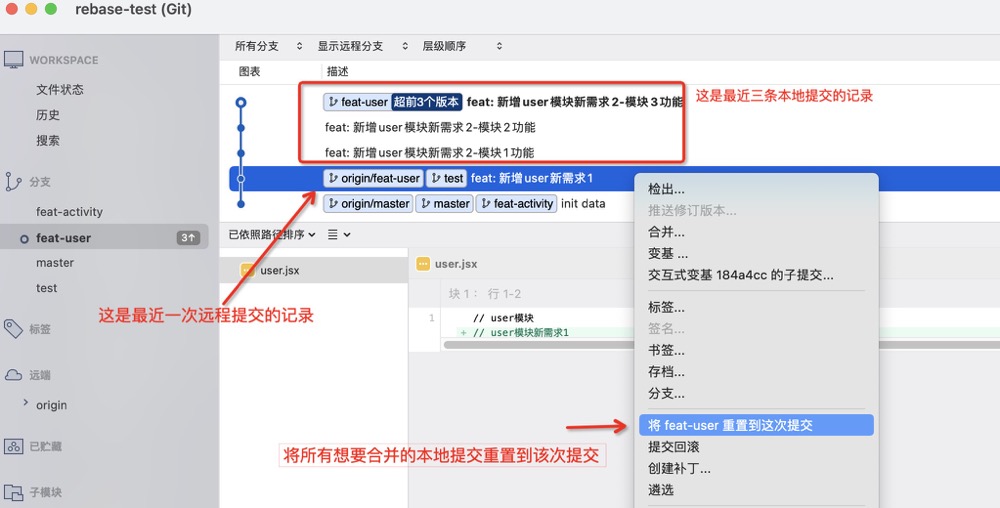 rebase-test (Git)
WORKSPACE
文件状态
历史
搜索
分支
feat-activity
feat-user 3↑
master
test
标签
远端
origin
已贮藏
子模块
所有分支 显示远程分支 层级顺序
图表 描述
feat-user 超前3个版本 feat: 新增user模块新需求2-模块3功能
feat: 新增user模块新需求2-模块2功能
feat: 新增user模块新需求2-模块1功能
origin/feat-user test feat: 新增user新需求1
origin/master master feat-activity init data
这是最近三条本地提交的记录
已依照路径排序
user.jsx
user.jsx
块 1： 行 1-2
1 // user模块
+ // user模块新需求1
这是最近一次远程提交的记录
将所有想要合并的本地提交重置到该次提交
检出...
推送修订版本...
合并...
变基 ...
交互式变基 184a4cc 的子提交...
标签...
签名...
书签...
存档...
分支...
将 feat-user 重置到这次提交
提交回滚
创建补丁...
遴选